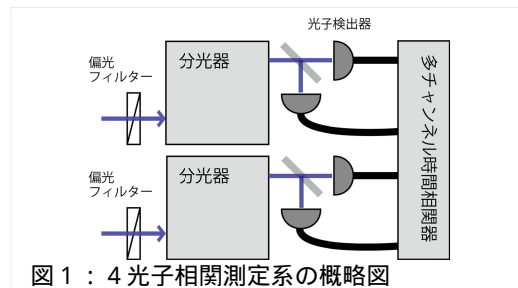 光子検出器
偏光
フィルター
分光器
多チャンネル時間相関器
偏光
フィルター
分光器
図1：4光子相関測定系の概略図